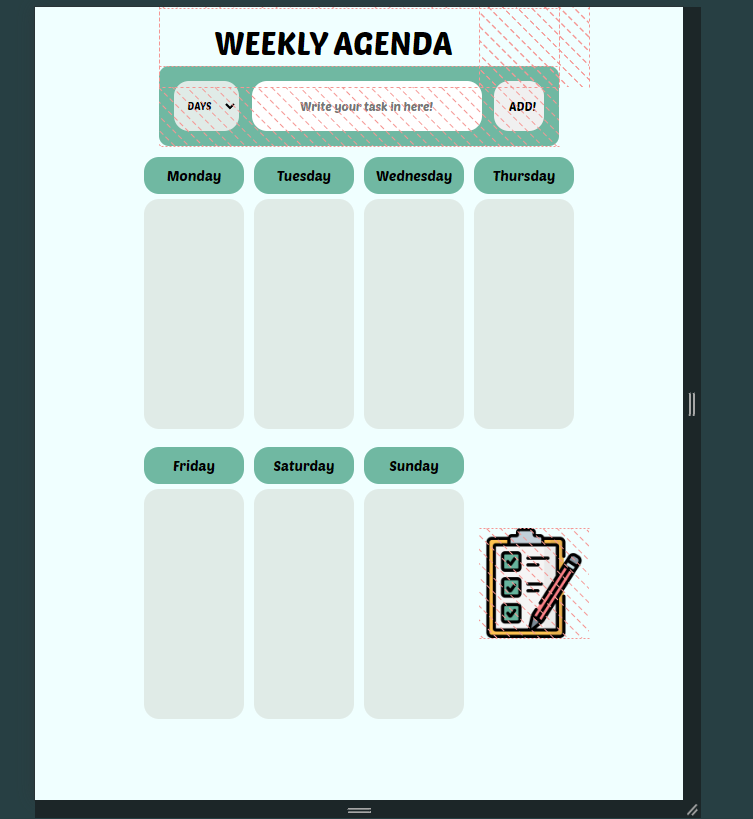 WEEKLY AGENDA
DAYS Write your task in here! ADD!
Monday Tuesday Wednesday Thursday
Friday Saturday Sunday